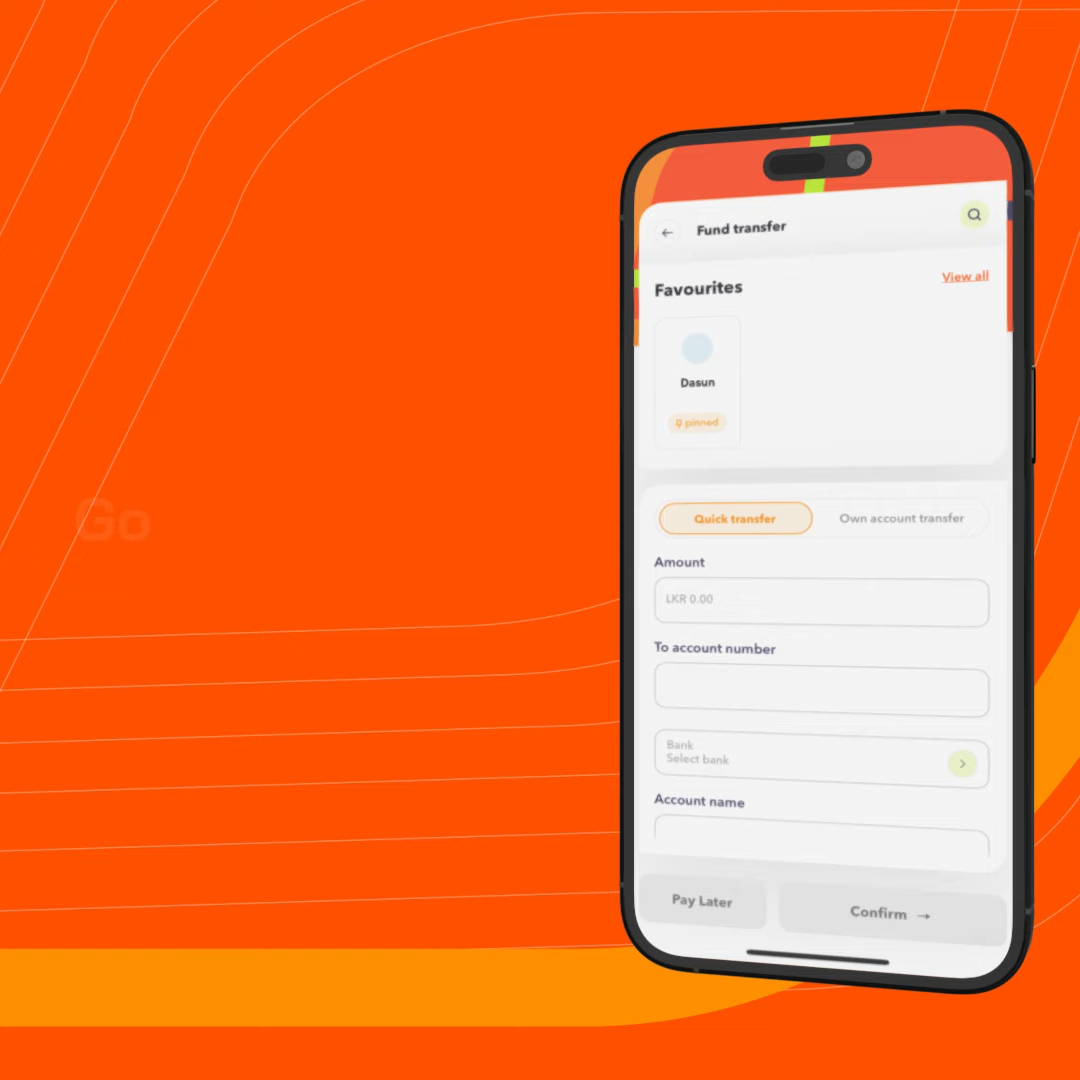 Fund transfer
Favourites
View all
Dasun
pinned
Go
Quick transfer
Own account transfer
Amount
LKR 0.00
To account number
Bank
Select bank
Account name
Pay Later
Confirm →